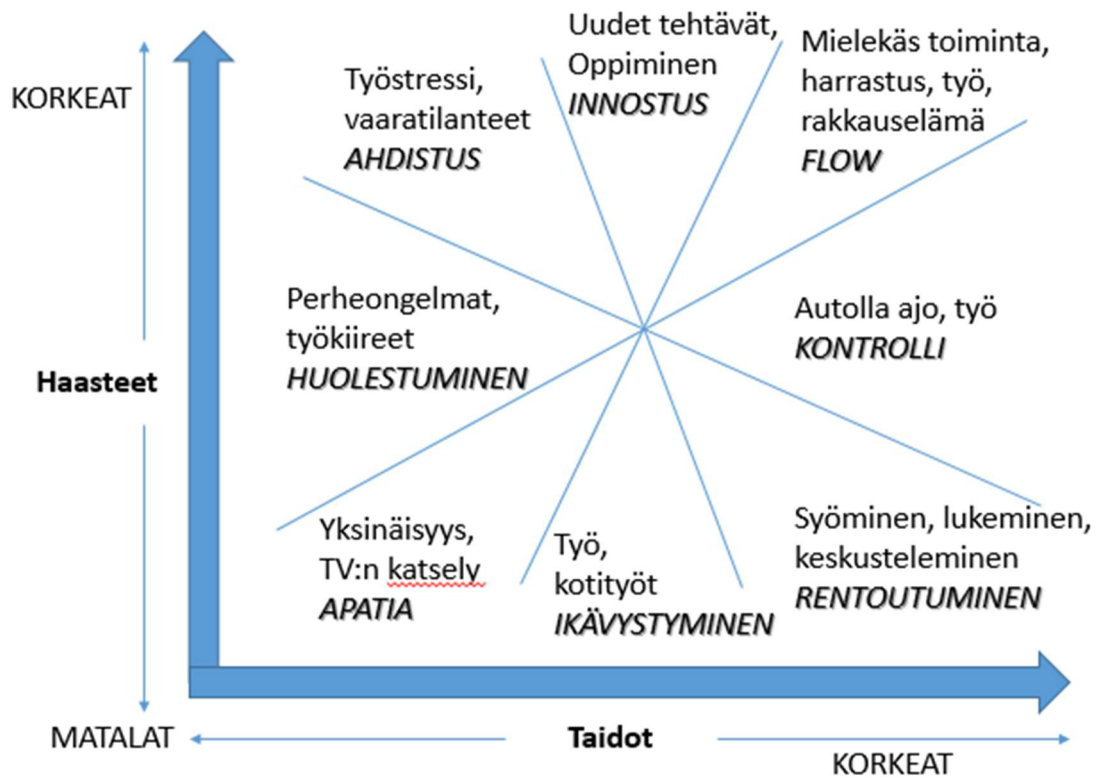 KORKEAT
Työstressi,
vaaratilanteet
AHDISTUS
Uudet tehtävät,
Oppiminen
INNOSTUS
Mielekäs toiminta,
harrastus, työ,
rakkauselämä
FLOW
Haasteet
Perheongelmat,
työkiireet
HUOLESTUMINEN
Autolla ajo, työ
KONTROLLI
Yksinäisyys,
TV:n katsely
APATIA
Työ,
kotityöt
IKÄVYSTYMINEN
Syöminen, lukeminen,
keskusteleminen
RENTOUTUMINEN
MATALAT
Taidot
KORKEAT